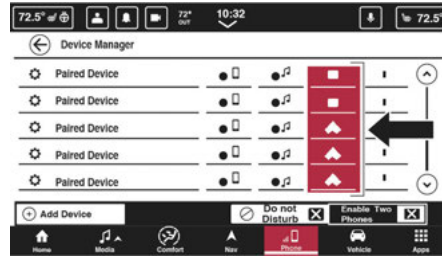 72.5°
72°
OUT
10:32
72.5°
Device Manager
Paired Device
Paired Device
Paired Device
Paired Device
Paired Device
Add Device
Do not
Disturb
Enable Two
Phones
Home
Media
Comfort
Nav
Phone
Vehicle
Apps